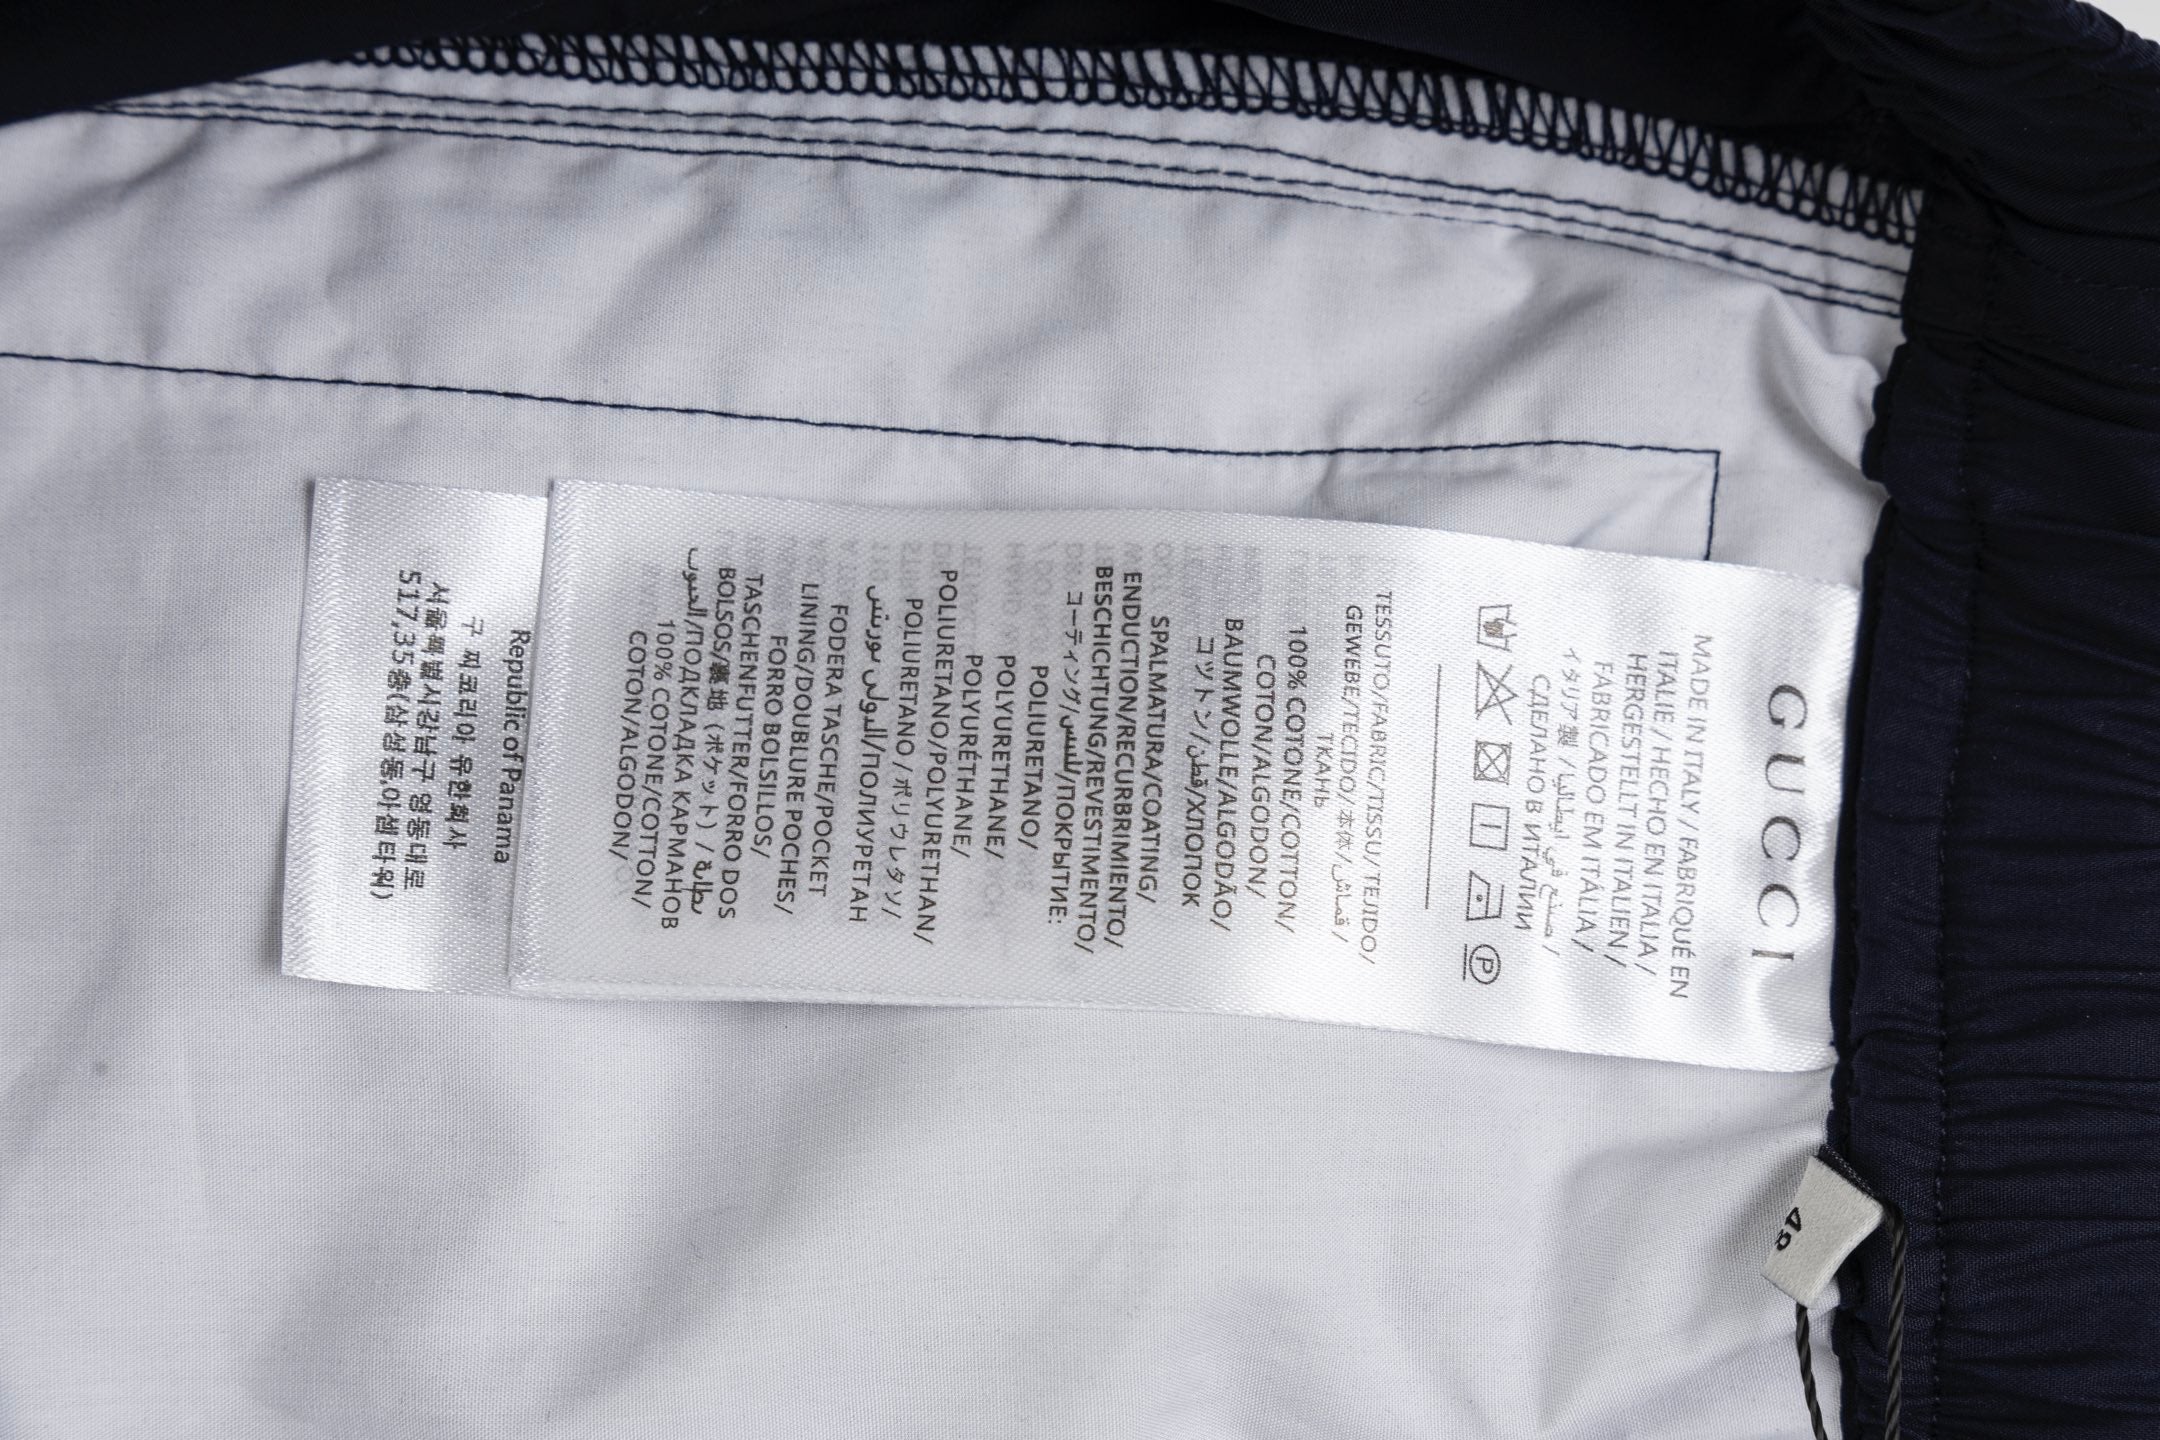 GUCCI
MADE IN ITALY / FABRIQUÉ EN
ITALIE / HECHO EN ITALIA /
HERGESTELLT IN ITALIEN /
FABRICADO EM ITÁLIA /
イタリア製 / صنع في ايطاليا /
СДЕЛАНО В ИТАЛИИ
P
TESSUTO/FABRIC/TISSU/TEJIDO/
GEWEBE/TECIDO/本体/قماش /
ТКАНЬ
100% COTONE/COTTON/
COTON/ALGODON/
BAUMWOLLE/ALGODÃO/
コットン/قطن/ХЛОПОК
SPALMATURA/COATING/
ENDUCTION/RECUBRIMENTO/
BESCHICHTUNG/REVESTIMENTO/
コーティング/للبس/ПОКРЫТИЕ:
POLIURETANO/
POLYURETHANE/
POLYURÉTHANE/
POLIURETANO/POLYURETHAN/
POLIURETANO / ポリウレタン/
ПОЛИУРЕТАН
FODERA TASCHE/POCKET
LINING/DOUBLURE POCHES/
FORRO BOLSILLOS/
TASCHENFUTTER/FORRO DOS
BOLSOS/裏地 (ポケット) / بطانة
الجيوب/ПОДКЛАДКА КАРМАНОВ
100% COTONE/COTTON/
COTON/ALGODON/
Republic of Panama
구 찌코리아 유한회사
서울특별시강남구 영동대로
517,35층(삼성동,아셈타워)
48